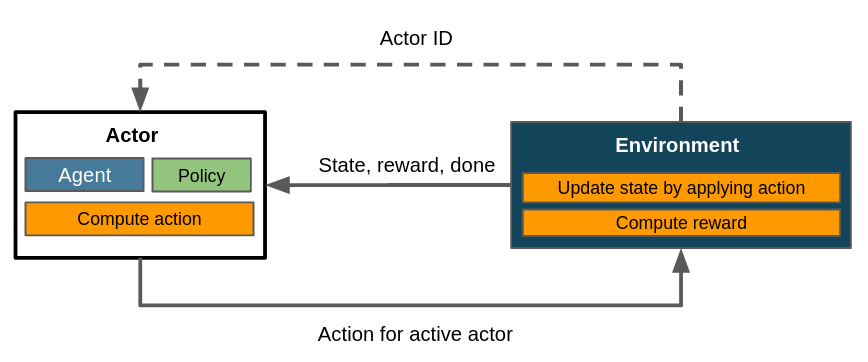 Actor ID
Actor
Agent
Policy
Compute action
State, reward, done
Environment
Update state by applying action
Compute reward
Action for active actor